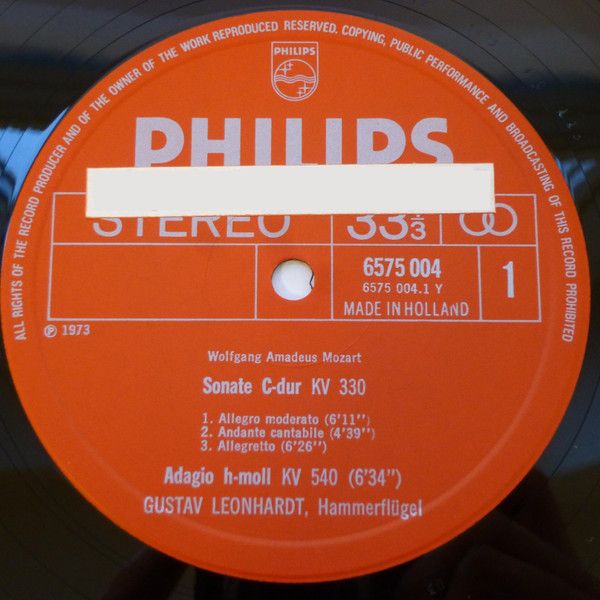 ALL RIGHTS OF THE RECORD PRODUCER AND OF THE OWNER OF THE WORK REPRODUCED RESERVED. COPYING, PUBLIC PERFORMANCE AND BROADCASTING OF THIS RECORD PROHIBITED
PHILIPS
PHILIPS
STEREO 33⅓
6575 004
6575 004.1 Y
1
MADE IN HOLLAND
℗ 1973
Wolfgang Amadeus Mozart
Sonate C-dur KV 330
1. Allegro moderato (6'11")
2. Andante cantabile (4'39")
3. Allegretto (6'26")
Adagio h-moll KV 540 (6'34")
GUSTAV LEONHARDT, Hammerflügel